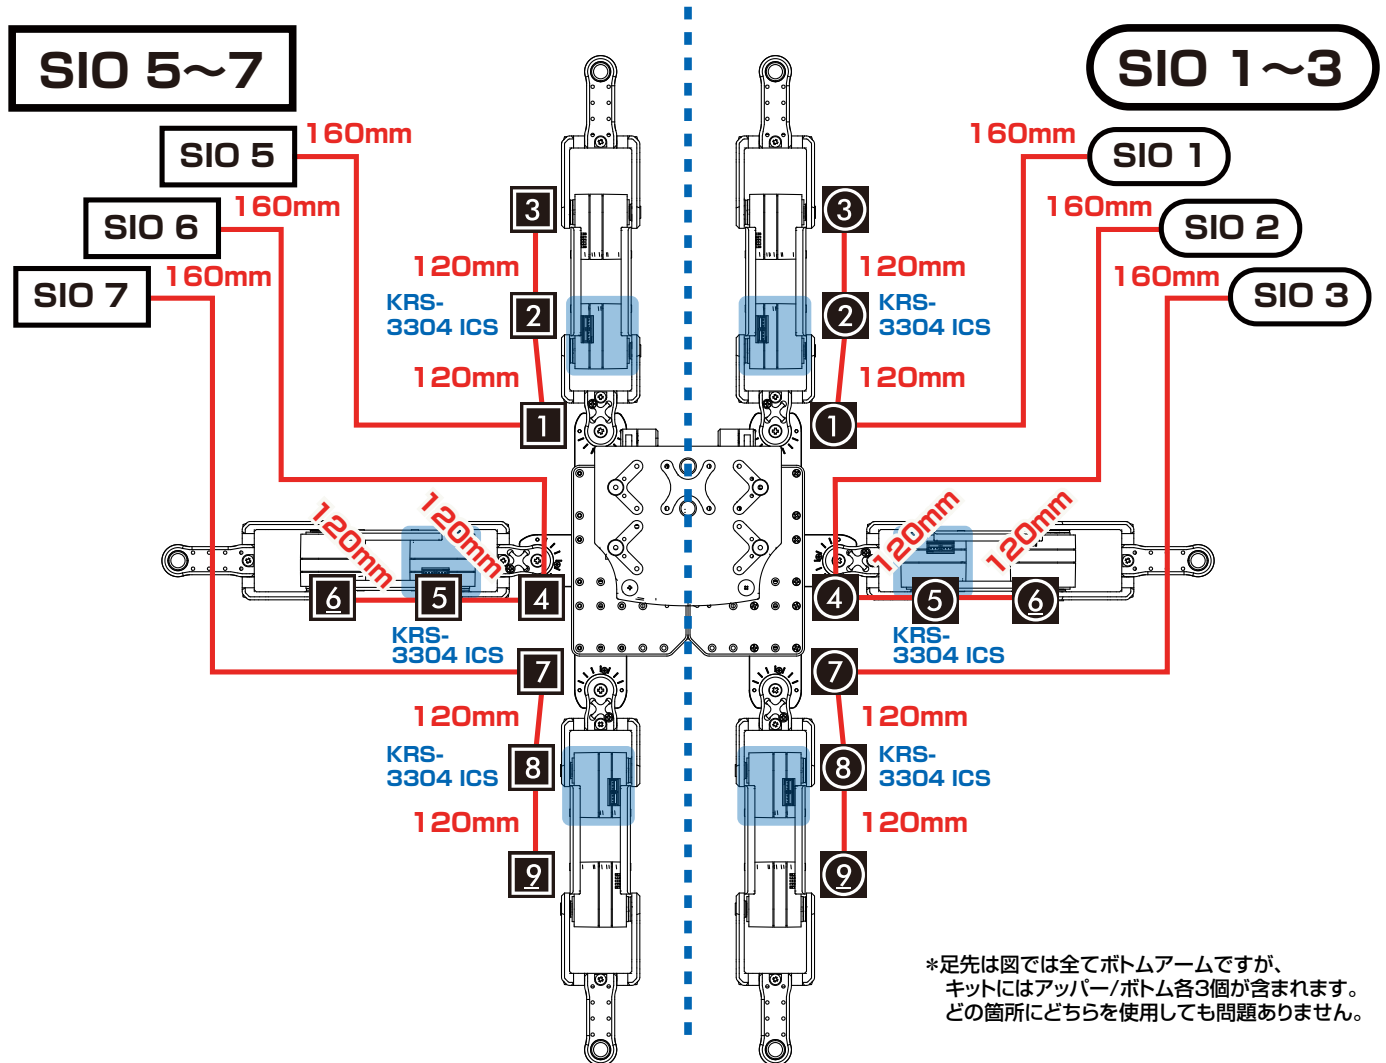 SIO 5〜7
SIO 1〜3
SIO 5
160mm
160mm
SIO 1
SIO 6
160mm
160mm
SIO 2
SIO 7
160mm
160mm
SIO 3
3
3
120mm
120mm
KRS-
3304 ICS
2
2
KRS-
3304 ICS
120mm
120mm
1
1
120mm
120mm
120mm
120mm
6
5
4
4
5
6
KRS-
3304 ICS
KRS-
3304 ICS
7
7
120mm
120mm
KRS-
3304 ICS
8
8
KRS-
3304 ICS
120mm
120mm
9
9
*足先は図では全てボトムアームですが、
キットにはアッパー/ボトム各3個が含まれます。
どの箇所にどちらを使用しても問題ありません。